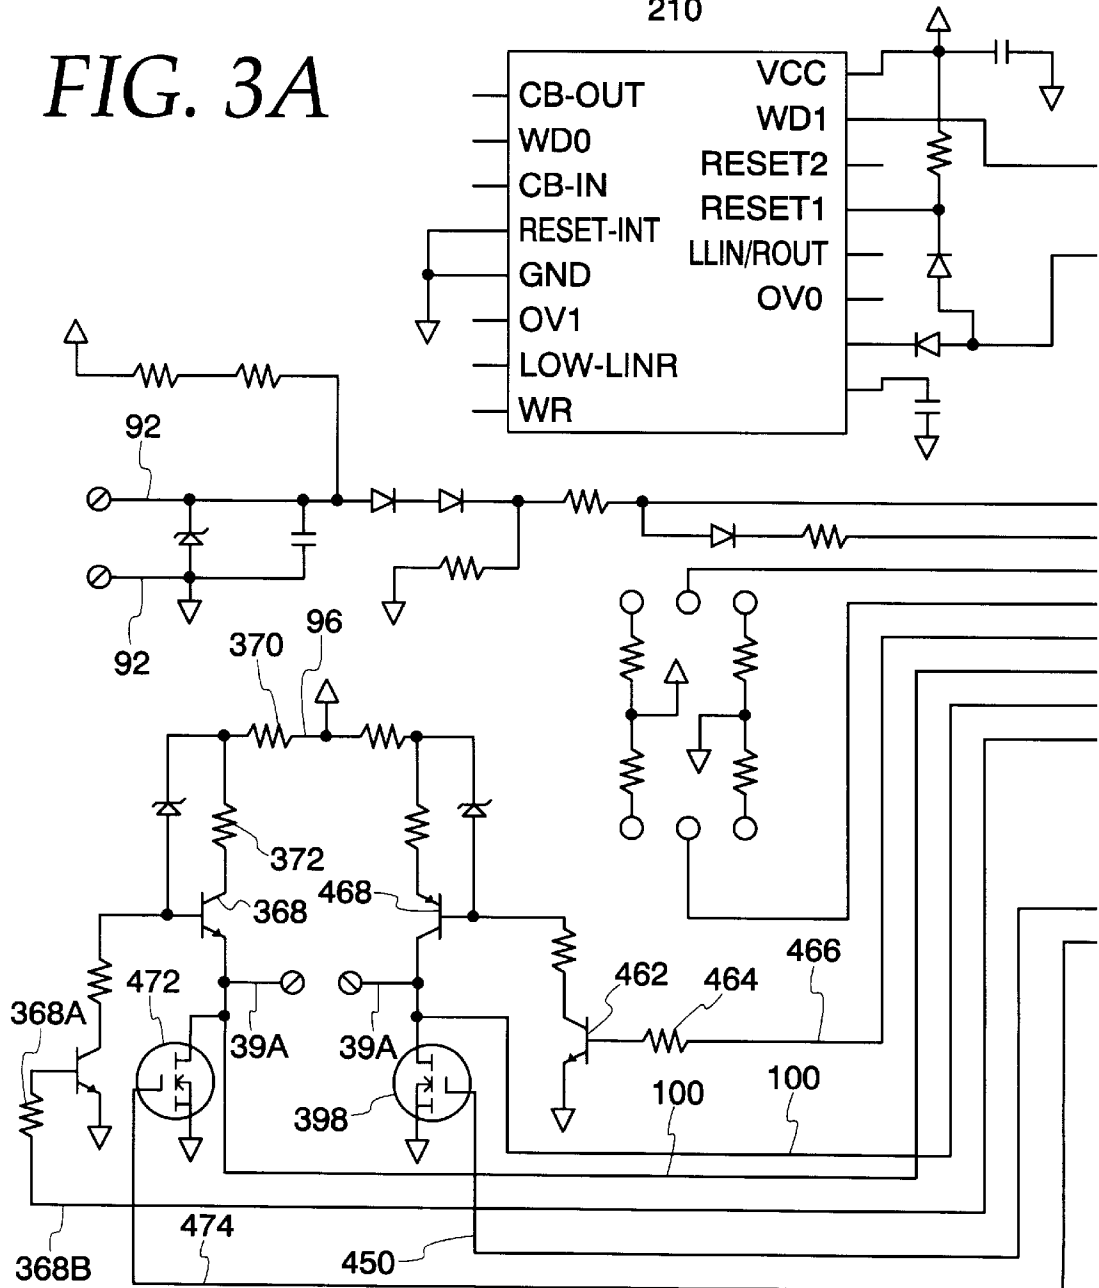 210
FIG. 3A
CB-OUT
WD0
CB-IN
RESET-INT
GND
OV1
LOW-LINR
WR
VCC
WD1
RESET2
RESET1
LLIN/ROUT
OV0
92
92
370
96
372
368
468
472
368A
39A
39A
398
462
464
466
100
100
474
450
368B